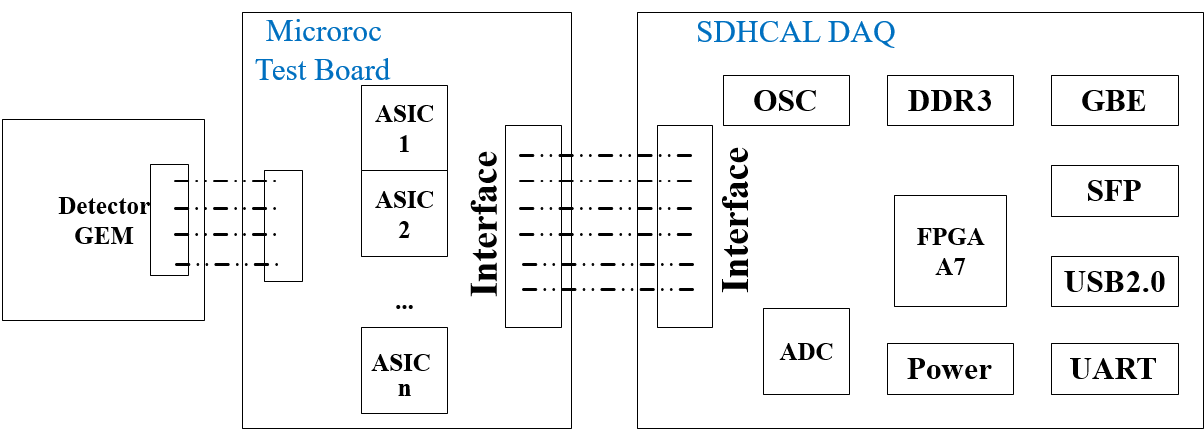 Microroc
Test Board
SDHCAL DAQ
Detector
GEM
ASIC
1
ASIC
2
...
ASIC
n
Interface
Interface
OSC
DDR3
GBE
SFP
FPGA
A7
USB2.0
ADC
Power
UART